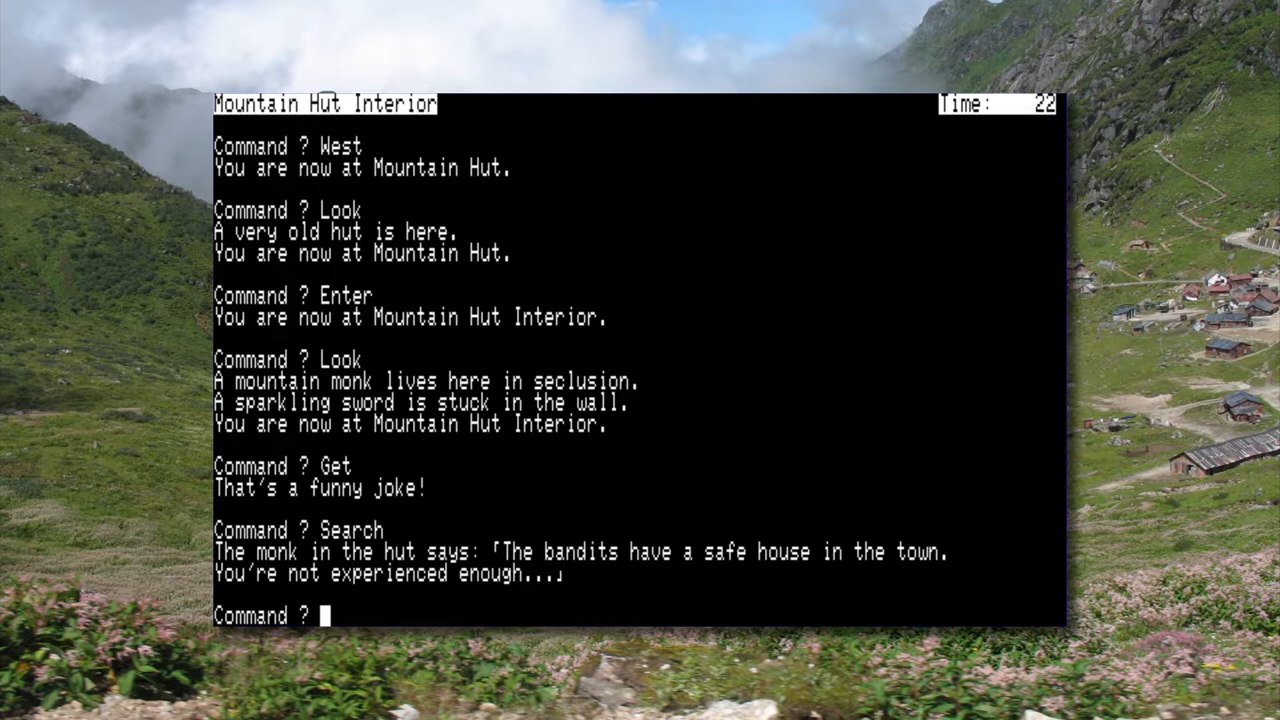 Mountain Hut Interior Time: 22
Command ? West
You are now at Mountain Hut.
Command ? Look
A very old hut is here.
You are now at Mountain Hut.
Command ? Enter
You are now at Mountain Hut Interior.
Command ? Look
A mountain monk lives here in seclusion.
A sparkling sword is stuck in the wall.
You are now at Mountain Hut Interior.
Command ? Get
That's a funny joke!
Command ? Search
The monk in the hut says: 「The bandits have a safe house in the town.
You're not experienced enough...」
Command ?